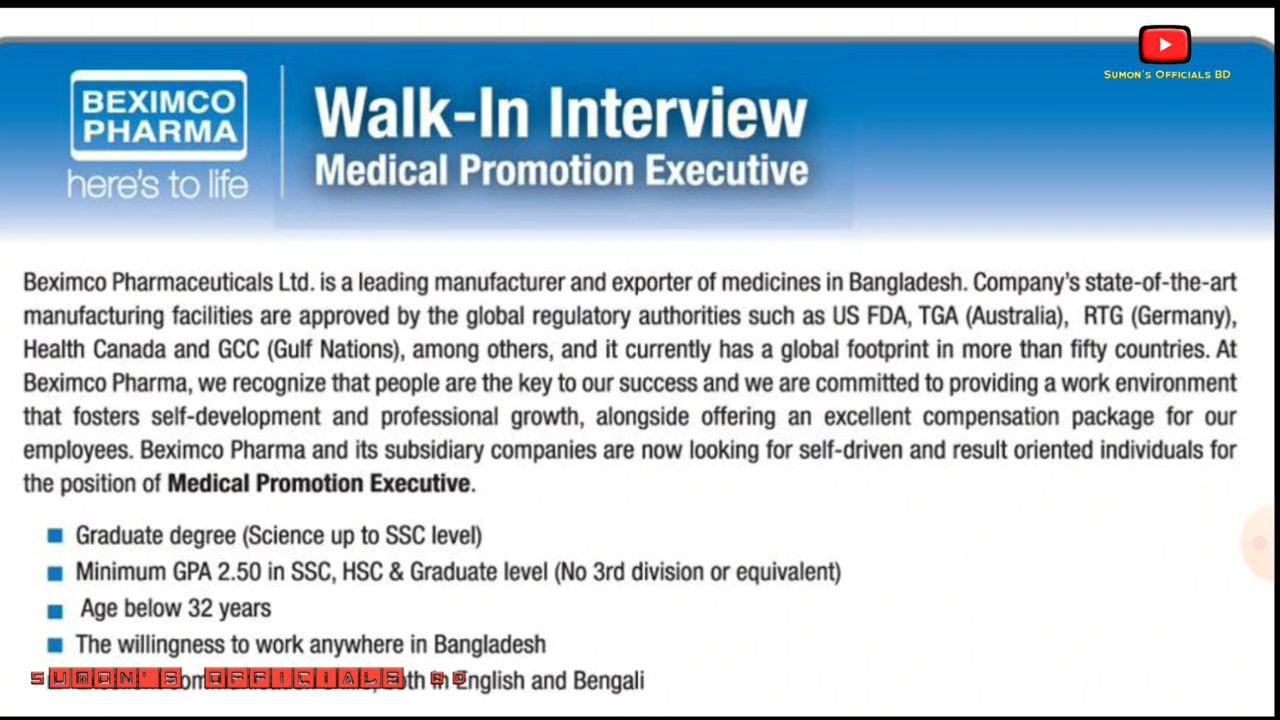 SUMON'S OFFICIALS BD
BEXIMCO
PHARMA
here's to life
Walk-In Interview
Medical Promotion Executive
Beximco Pharmaceuticals Ltd. is a leading manufacturer and exporter of medicines in Bangladesh. Company's state-of-the-art
manufacturing facilities are approved by the global regulatory authorities such as US FDA, TGA (Australia), RTG (Germany),
Health Canada and GCC (Gulf Nations), among others, and it currently has a global footprint in more than fifty countries. At
Beximco Pharma, we recognize that people are the key to our success and we are committed to providing a work environment
that fosters self-development and professional growth, alongside offering an excellent compensation package for our
employees. Beximco Pharma and its subsidiary companies are now looking for self-driven and result oriented individuals for
the position of Medical Promotion Executive.
Graduate degree (Science up to SSC level)
Minimum GPA 2.50 in SSC, HSC & Graduate level (No 3rd division or equivalent)
Age below 32 years
The willingness to work anywhere in Bangladesh
English and Bengali
SUMON'S OFFICIALS BD